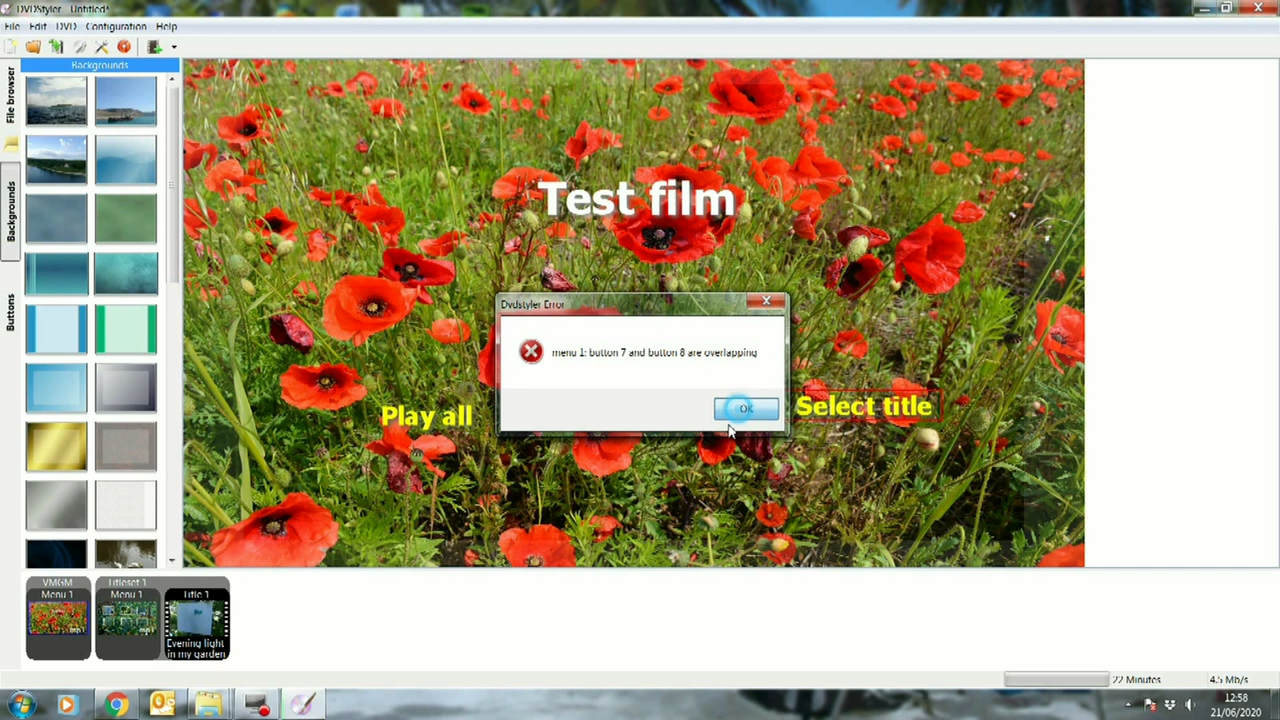 DVDStyler - Untitled*
File Edit DVD Configuration Help
Backgrounds
File browser
Backgrounds
Buttons
Test film
Dvdstyler Error
menu 1: button 7 and button 8 are overlapping
OK
Play all
Select title
VMGM
Menu 1
Titleset 1
Menu 1
Title 1
Evening light
in my garden
22 Minutes
4.5 Mb/s
12:58
21/06/2020